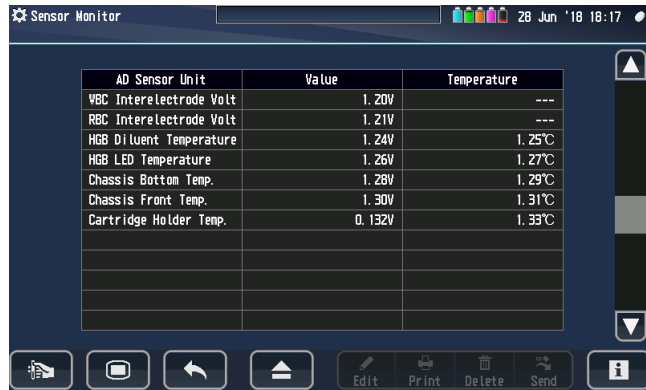 Sensor Monitor
28 Jun '18 18:17
AD Sensor Unit Value Temperature
WBC Interelectrode Volt 1.20V ---
RBC Interelectrode Volt 1.21V ---
HGB Diluent Temperature 1.24V 1.25℃
HGB LED Temperature 1.26V 1.27℃
Chassis Bottom Temp. 1.28V 1.29℃
Chassis Front Temp. 1.30V 1.31℃
Cartridge Holder Temp. 0.132V 1.33℃
Edit Print Delete Send